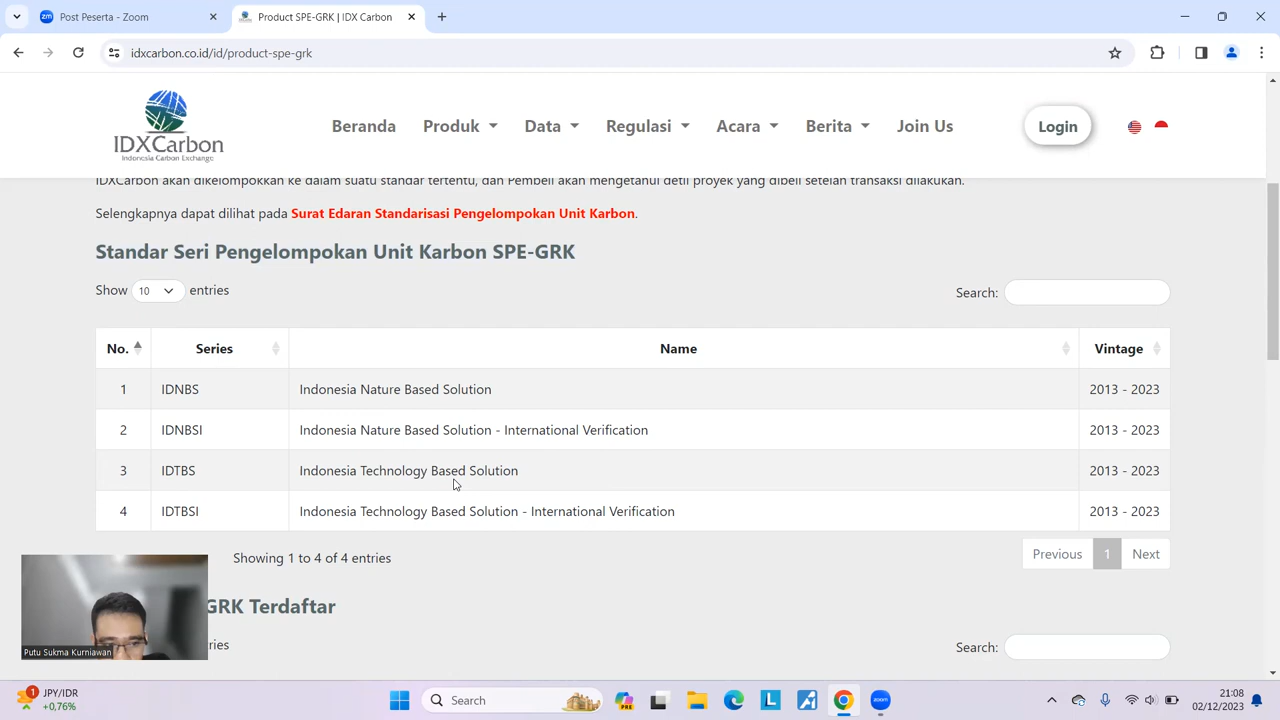 Post Peserta - Zoom
Product SPE-GRK | IDX Carbon
idxcarbon.co.id/id/product-spe-grk
IDXCarbon
Indonesia Carbon Exchange
Beranda
Produk
Data
Regulasi
Acara
Berita
Join Us
Login
IDXCarbon akan dikelompokkan ke dalam suatu standar tertentu, dan Pembeli akan mengetahui detil proyek yang dibeli setelah transaksi dilakukan.
Selengkapnya dapat dilihat pada Surat Edaran Standarisasi Pengelompokan Unit Karbon.
Standar Seri Pengelompokan Unit Karbon SPE-GRK
Show 10 entries
Search:
No. Series Name Vintage
1 IDNBS Indonesia Nature Based Solution 2013 - 2023
2 IDNBSI Indonesia Nature Based Solution - International Verification 2013 - 2023
3 IDTBS Indonesia Technology Based Solution 2013 - 2023
4 IDTBSI Indonesia Technology Based Solution - International Verification 2013 - 2023
Showing 1 to 4 of 4 entries
Previous 1 Next
GRK Terdaftar
ries
Search:
Putu Sukma Kurniawan
1
JPY/IDR
+0.76%
Search
PRE
21:08
02/12/2023